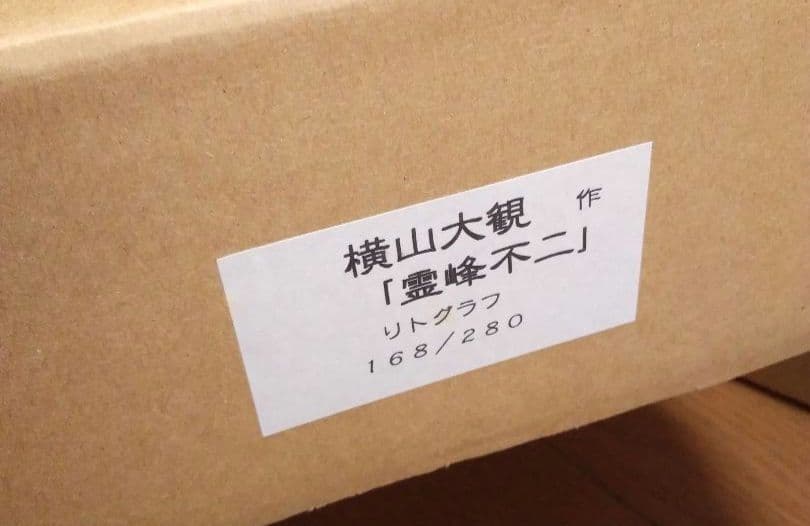 横山大観　作
「霊峰不二」
リトグラフ
１６８／２８０